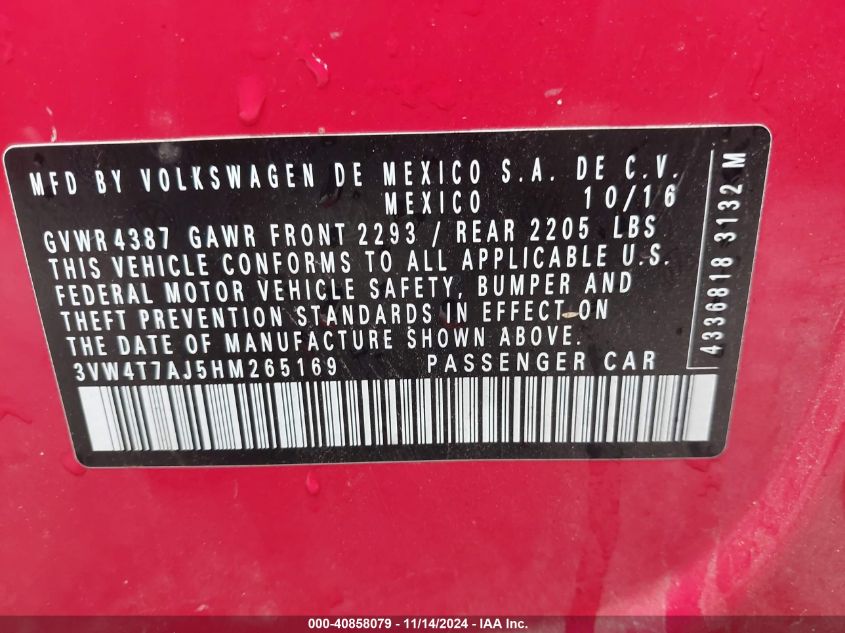 MFD BY VOLKSWAGEN DE MEXICO S.A. DE C.V.
MEXICO 10/16
GVWR 4387 GAWR FRONT 2293 / REAR 2205 LBS
THIS VEHICLE CONFORMS TO ALL APPLICABLE U.S.
FEDERAL MOTOR VEHICLE SAFETY, BUMPER AND
THEFT PREVENTION STANDARDS IN EFFECT ON
THE DATE OF MANUFACTURE SHOWN ABOVE.
3VW4T7AJ5HM265169 PASSENGER CAR
4336818 3132 M
000-40858079 - 11/14/2024 - IAA Inc.